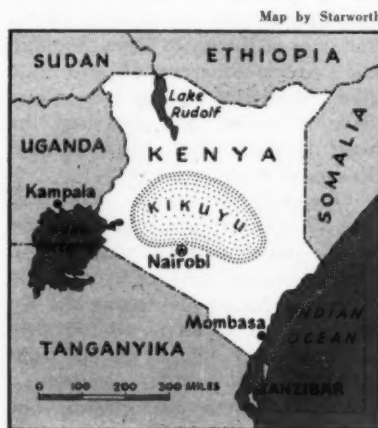 Map by Starworth
SUDAN
ETHIOPIA
Lake
Rudolf
UGANDA
KENYA
SOMALIA
Kampala
KIKUYU
Nairobi
Mombasa
INDIAN
OCEAN
TANGANYIKA
0 100 200 300 MILES
ZANZIBAR